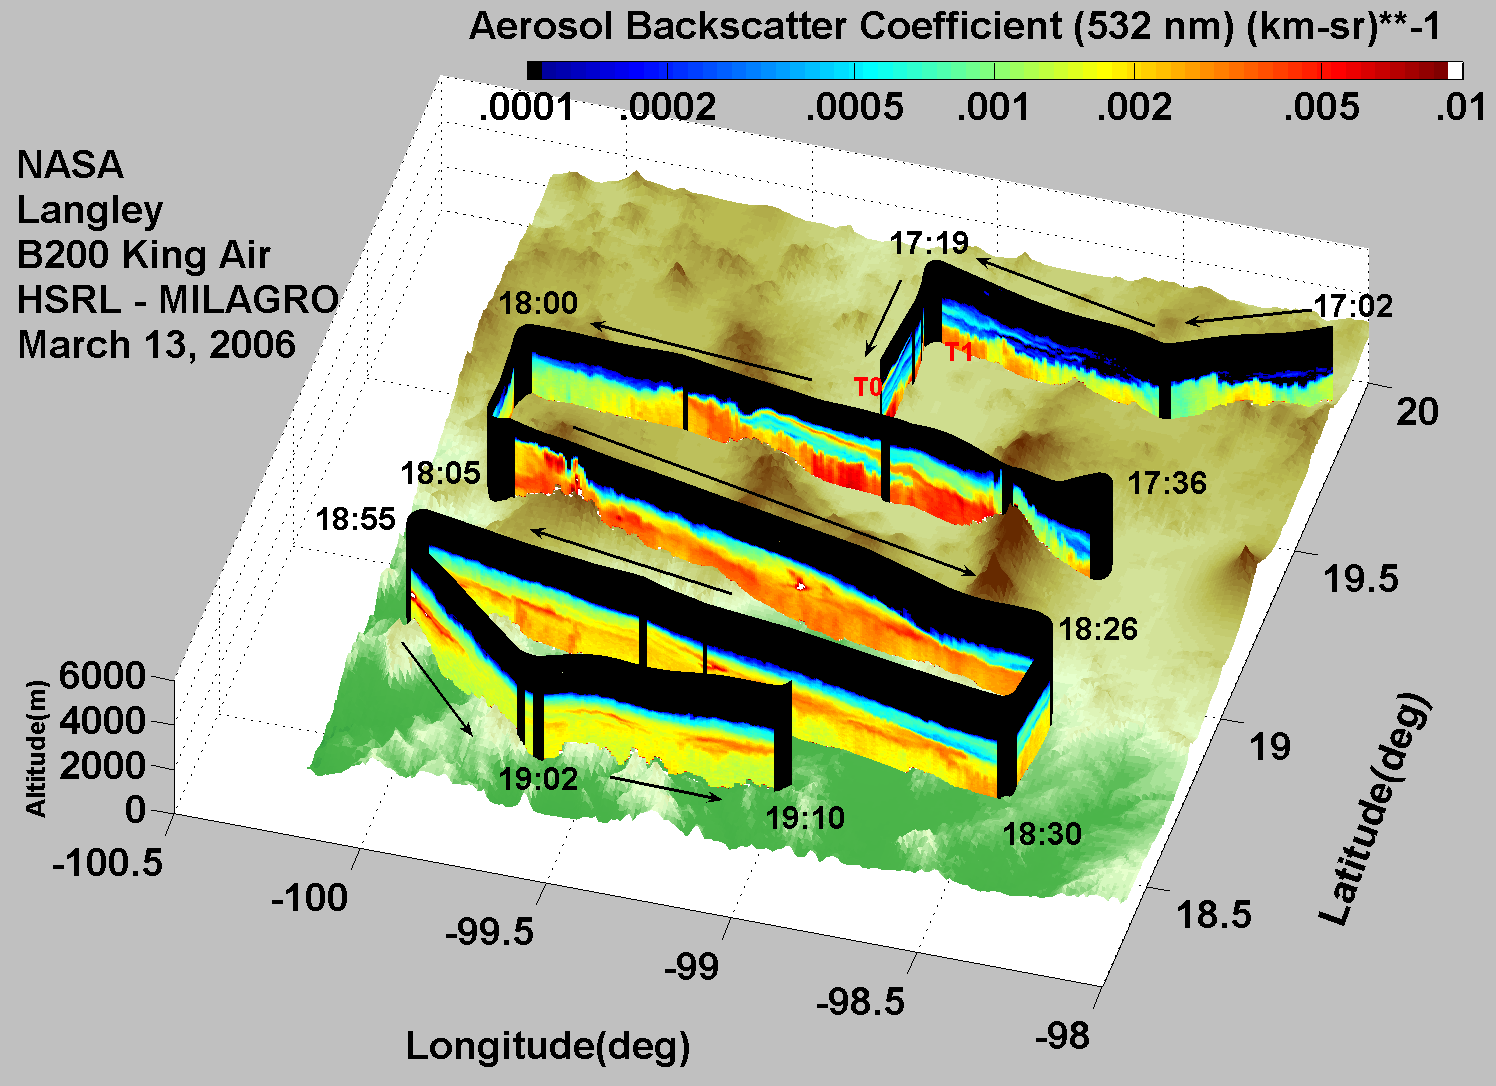 Aerosol Backscatter Coefficient (532 nm) (km-sr)**-1
.0001 .0002 .0005 .001 .002 .005 .01
NASA
Langley
B200 King Air
HSRL - MILAGRO
March 13, 2006
17:19
17:02
18:00
T1
T0
20
18:05
17:36
18:55
19.5
18:26
6000
4000
2000
0
Altitude(m)
19
19:02
19:10
18:30
18.5
Latitude(deg)
-100.5
-100
-99.5
-99
-98.5
-98
Longitude(deg)